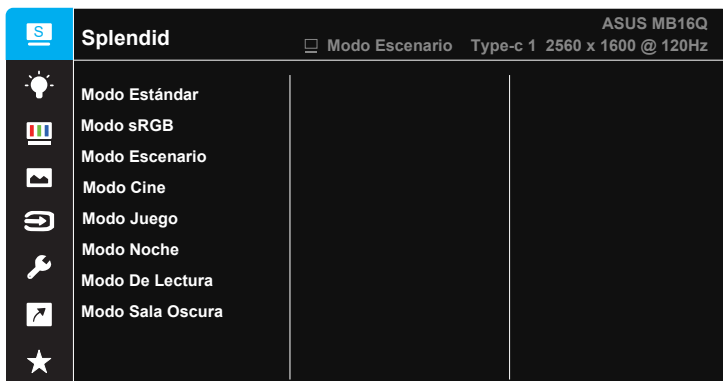 S
ASUS MB16Q
Splendid
Modo Escenario Type-c 1 2560 x 1600 @ 120Hz
Modo Estándar
Modo sRGB
Modo Escenario
Modo Cine
Modo Juego
Modo Noche
Modo De Lectura
Modo Sala Oscura